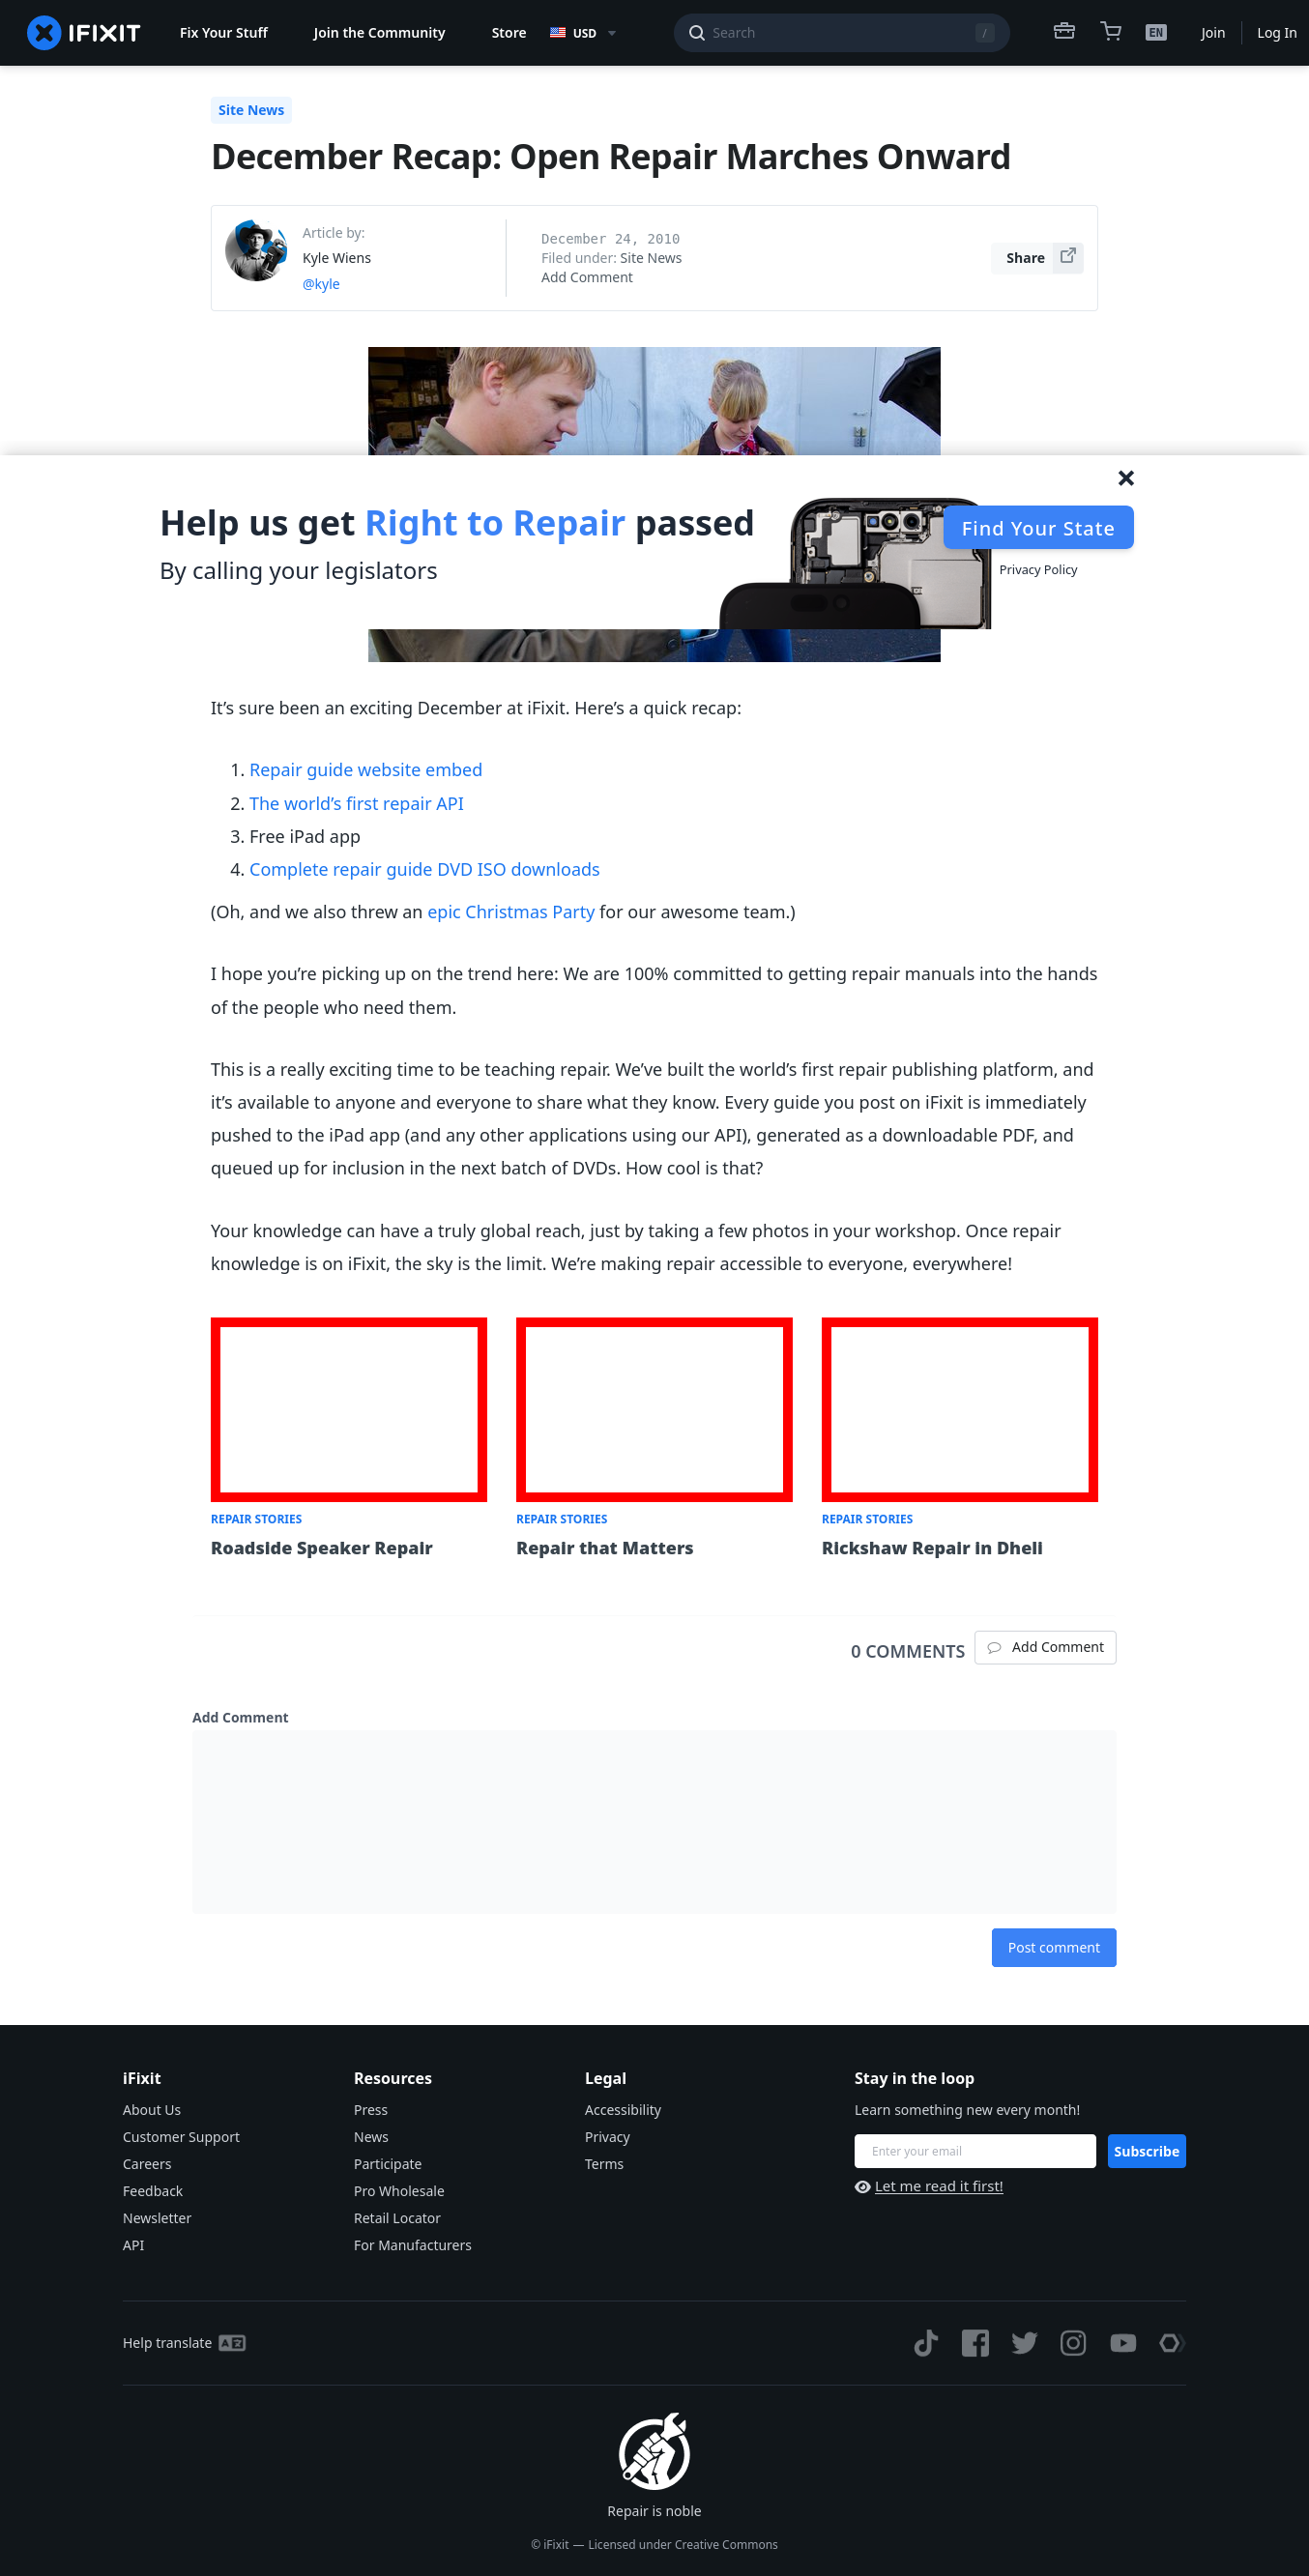 IFIXIT
Fix Your Stuff
Join the Community
Store
USD
Search
/
EN
Join
Log In
Site News
December Recap: Open Repair Marches Onward
Article by:
Kyle Wiens
@kyle
December 24, 2010
Filed under: Site News
Add Comment
Share
Help us get Right to Repair passed
By calling your legislators
Find Your State
Privacy Policy
It’s sure been an exciting December at iFixit. Here’s a quick recap:
1. Repair guide website embed
2. The world’s first repair API
3. Free iPad app
4. Complete repair guide DVD ISO downloads
(Oh, and we also threw an epic Christmas Party for our awesome team.)
I hope you’re picking up on the trend here: We are 100% committed to getting repair manuals into the hands
of the people who need them.
This is a really exciting time to be teaching repair. We’ve built the world’s first repair publishing platform, and
it’s available to anyone and everyone to share what they know. Every guide you post on iFixit is immediately
pushed to the iPad app (and any other applications using our API), generated as a downloadable PDF, and
queued up for inclusion in the next batch of DVDs. How cool is that?
Your knowledge can have a truly global reach, just by taking a few photos in your workshop. Once repair
knowledge is on iFixit, the sky is the limit. We’re making repair accessible to everyone, everywhere!
REPAIR STORIES
Roadside Speaker Repair
REPAIR STORIES
Repair that Matters
REPAIR STORIES
Rickshaw Repair in Dheli
0 COMMENTS
Add Comment
Add Comment
Post comment
iFixit
About Us
Customer Support
Careers
Feedback
Newsletter
API
Resources
Press
News
Participate
Pro Wholesale
Retail Locator
For Manufacturers
Legal
Accessibility
Privacy
Terms
Stay in the loop
Learn something new every month!
Enter your email
Subscribe
Let me read it first!
Help translate
Repair is noble
© iFixit — Licensed under Creative Commons